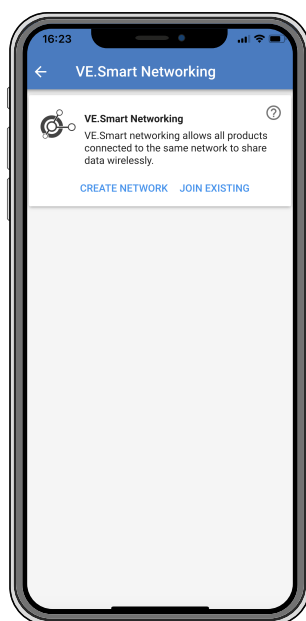 16:23
VE.Smart Networking
VE.Smart Networking
VE.Smart networking allows all products
connected to the same network to share
data wirelessly.
CREATE NETWORK JOIN EXISTING